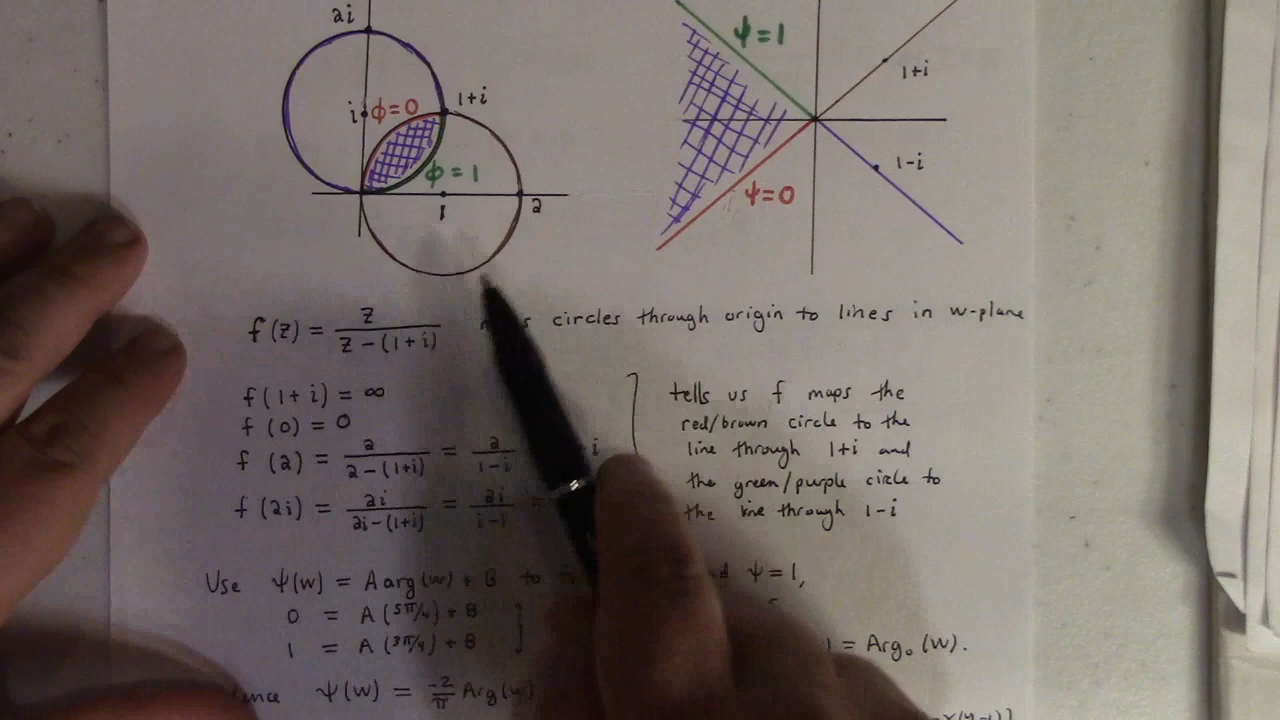 2i
ψ=1
i ϕ=0 1+i
1+i
ϕ=1
1-i
1 2
ψ=0
f(z) = z / (z-(1+i)) circles through origin to lines in w-plane
f(1+i) = ∞
f(0) = 0
f(2) = 2 / (2-(1+i)) = 2 / (1-i) i
f(2i) = 2i / (2i-(1+i)) = 2i / (i-1) =
tells us f maps the
red/brown circle to the
line through 1+i and
the green/purple circle to
the line through 1-i
Use ψ(w) = A arg(w) + B to ψ=1,
0 = A(5π/4) + B
1 = A(3π/4) + B
= Arg₀(w).
ψ(w) = -2/π Arg(w)